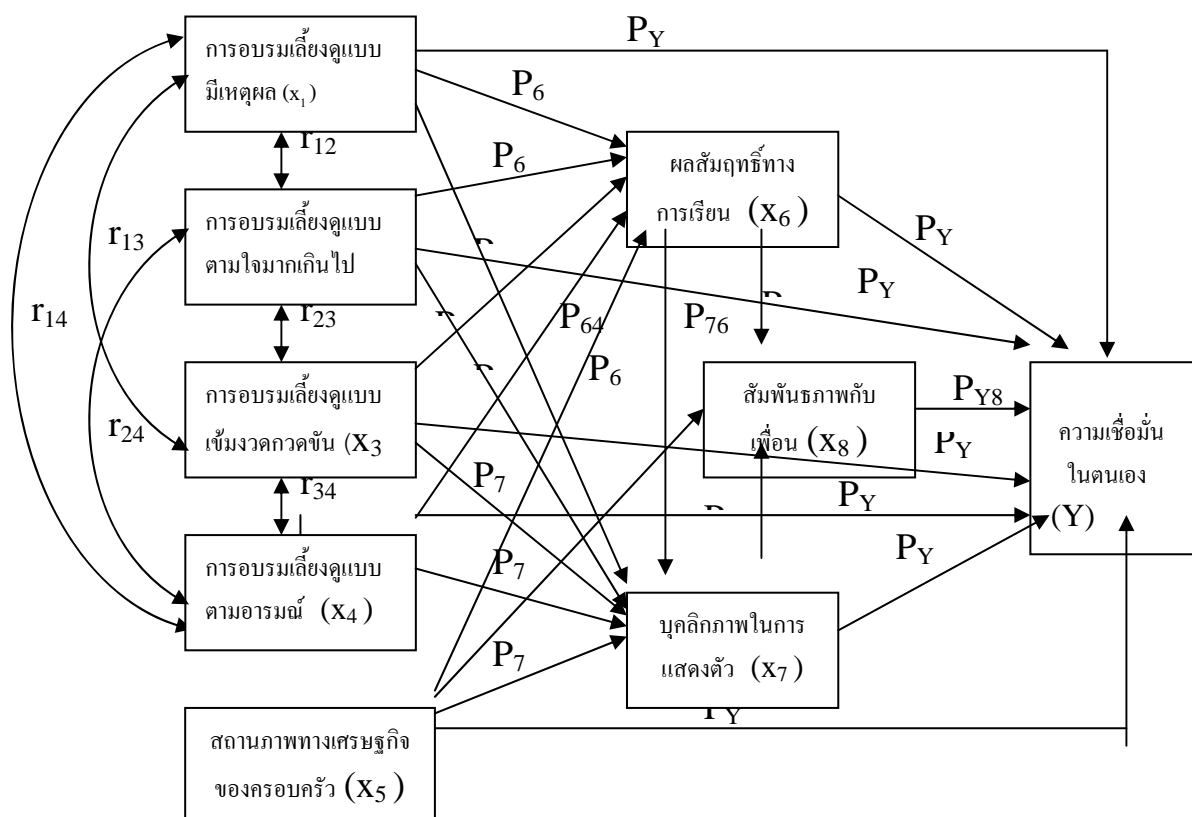 การอบรมเลี้ยงดูแบบ
มีเหตุผล (x1)
PY
P6
r12
P6
ผลสัมฤทธิ์ทาง
การเรียน (x6)
การอบรมเลี้ยงดูแบบ
ตามใจมากเกินไป
r13
PY
PY
r14
r23
P64
P76
P6
การอบรมเลี้ยงดูแบบ
เข้มงวดกวดขัน (x3
สัมพันธภาพกับ
เพื่อน (x8)
PY8
ความเชื่อมั่น
ในตนเอง
(Y)
r24
PY
r34
P7
PY
PY
การอบรมเลี้ยงดูแบบ
ตามอารมณ์ (x4)
P7
บุคลิกภาพในการ
แสดงตัว (x7)
P7
PY
สถานภาพทางเศรษฐกิจ
ของครอบครัว (x5)